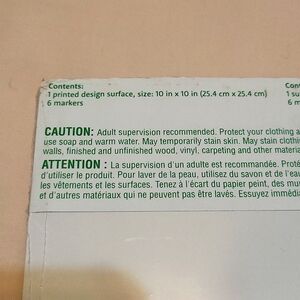 Contents:
1 printed design surface, size: 10 in x 10 in (25.4 cm x 25.4 cm)
6 markers
Con
1 su
6 m
CAUTION: Adult supervision recommended. Protect your clothing a
use soap and warm water. May temporarily stain skin. May stain clothi
walls, finished and unfinished wood, vinyl, carpeting and other materia
ATTENTION : La supervision d'un adulte est recommandée. Proté
d'utiliser le produit. Pour laver de la peau, utilisez du savon et de l'eau
les vêtements et les surfaces. Tenez à l'écart du papier peint, des mu
et d'autres matériaux qui ne peuvent pas être lavés. Essuyez immédia